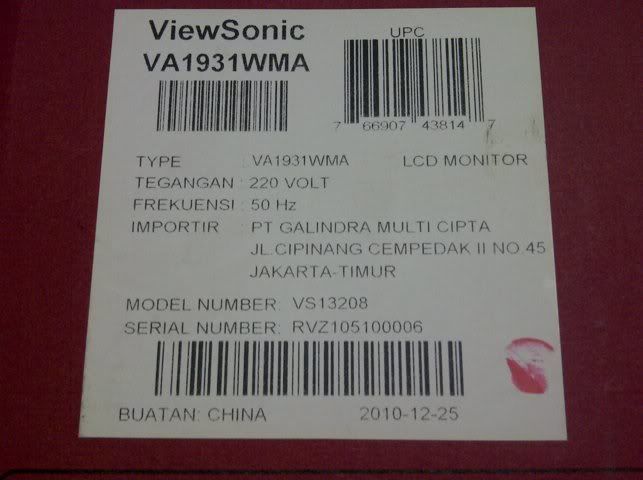 ViewSonic
VA1931WMA
UPC
7 66907 43814 7
TYPE : VA1931WMA LCD MONITOR
TEGANGAN : 220 VOLT
FREKUENSI : 50 Hz
IMPORTIR : PT GALINDRA MULTI CIPTA
JL.CIPINANG CEMPEDAK II NO.45
JAKARTA-TIMUR
MODEL NUMBER: VS13208
SERIAL NUMBER: RVZ105100006
BUATAN: CHINA 2010-12-25